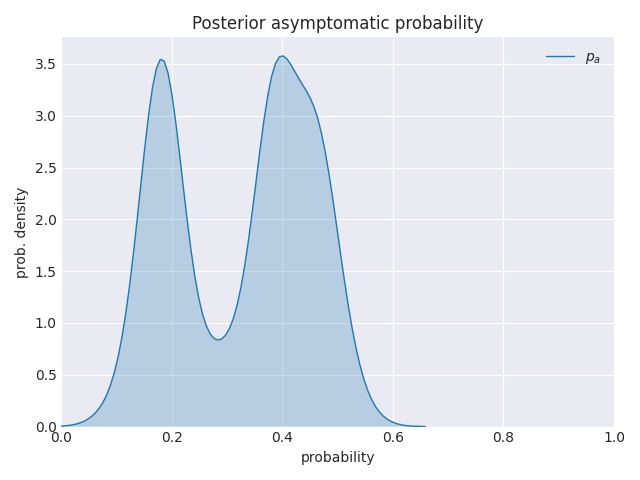 Posterior asymptomatic probability
pₐ
prob. density
3.5
3.0
2.5
2.0
1.5
1.0
0.5
0.0
0.0 0.2 0.4 0.6 0.8 1.0
probability